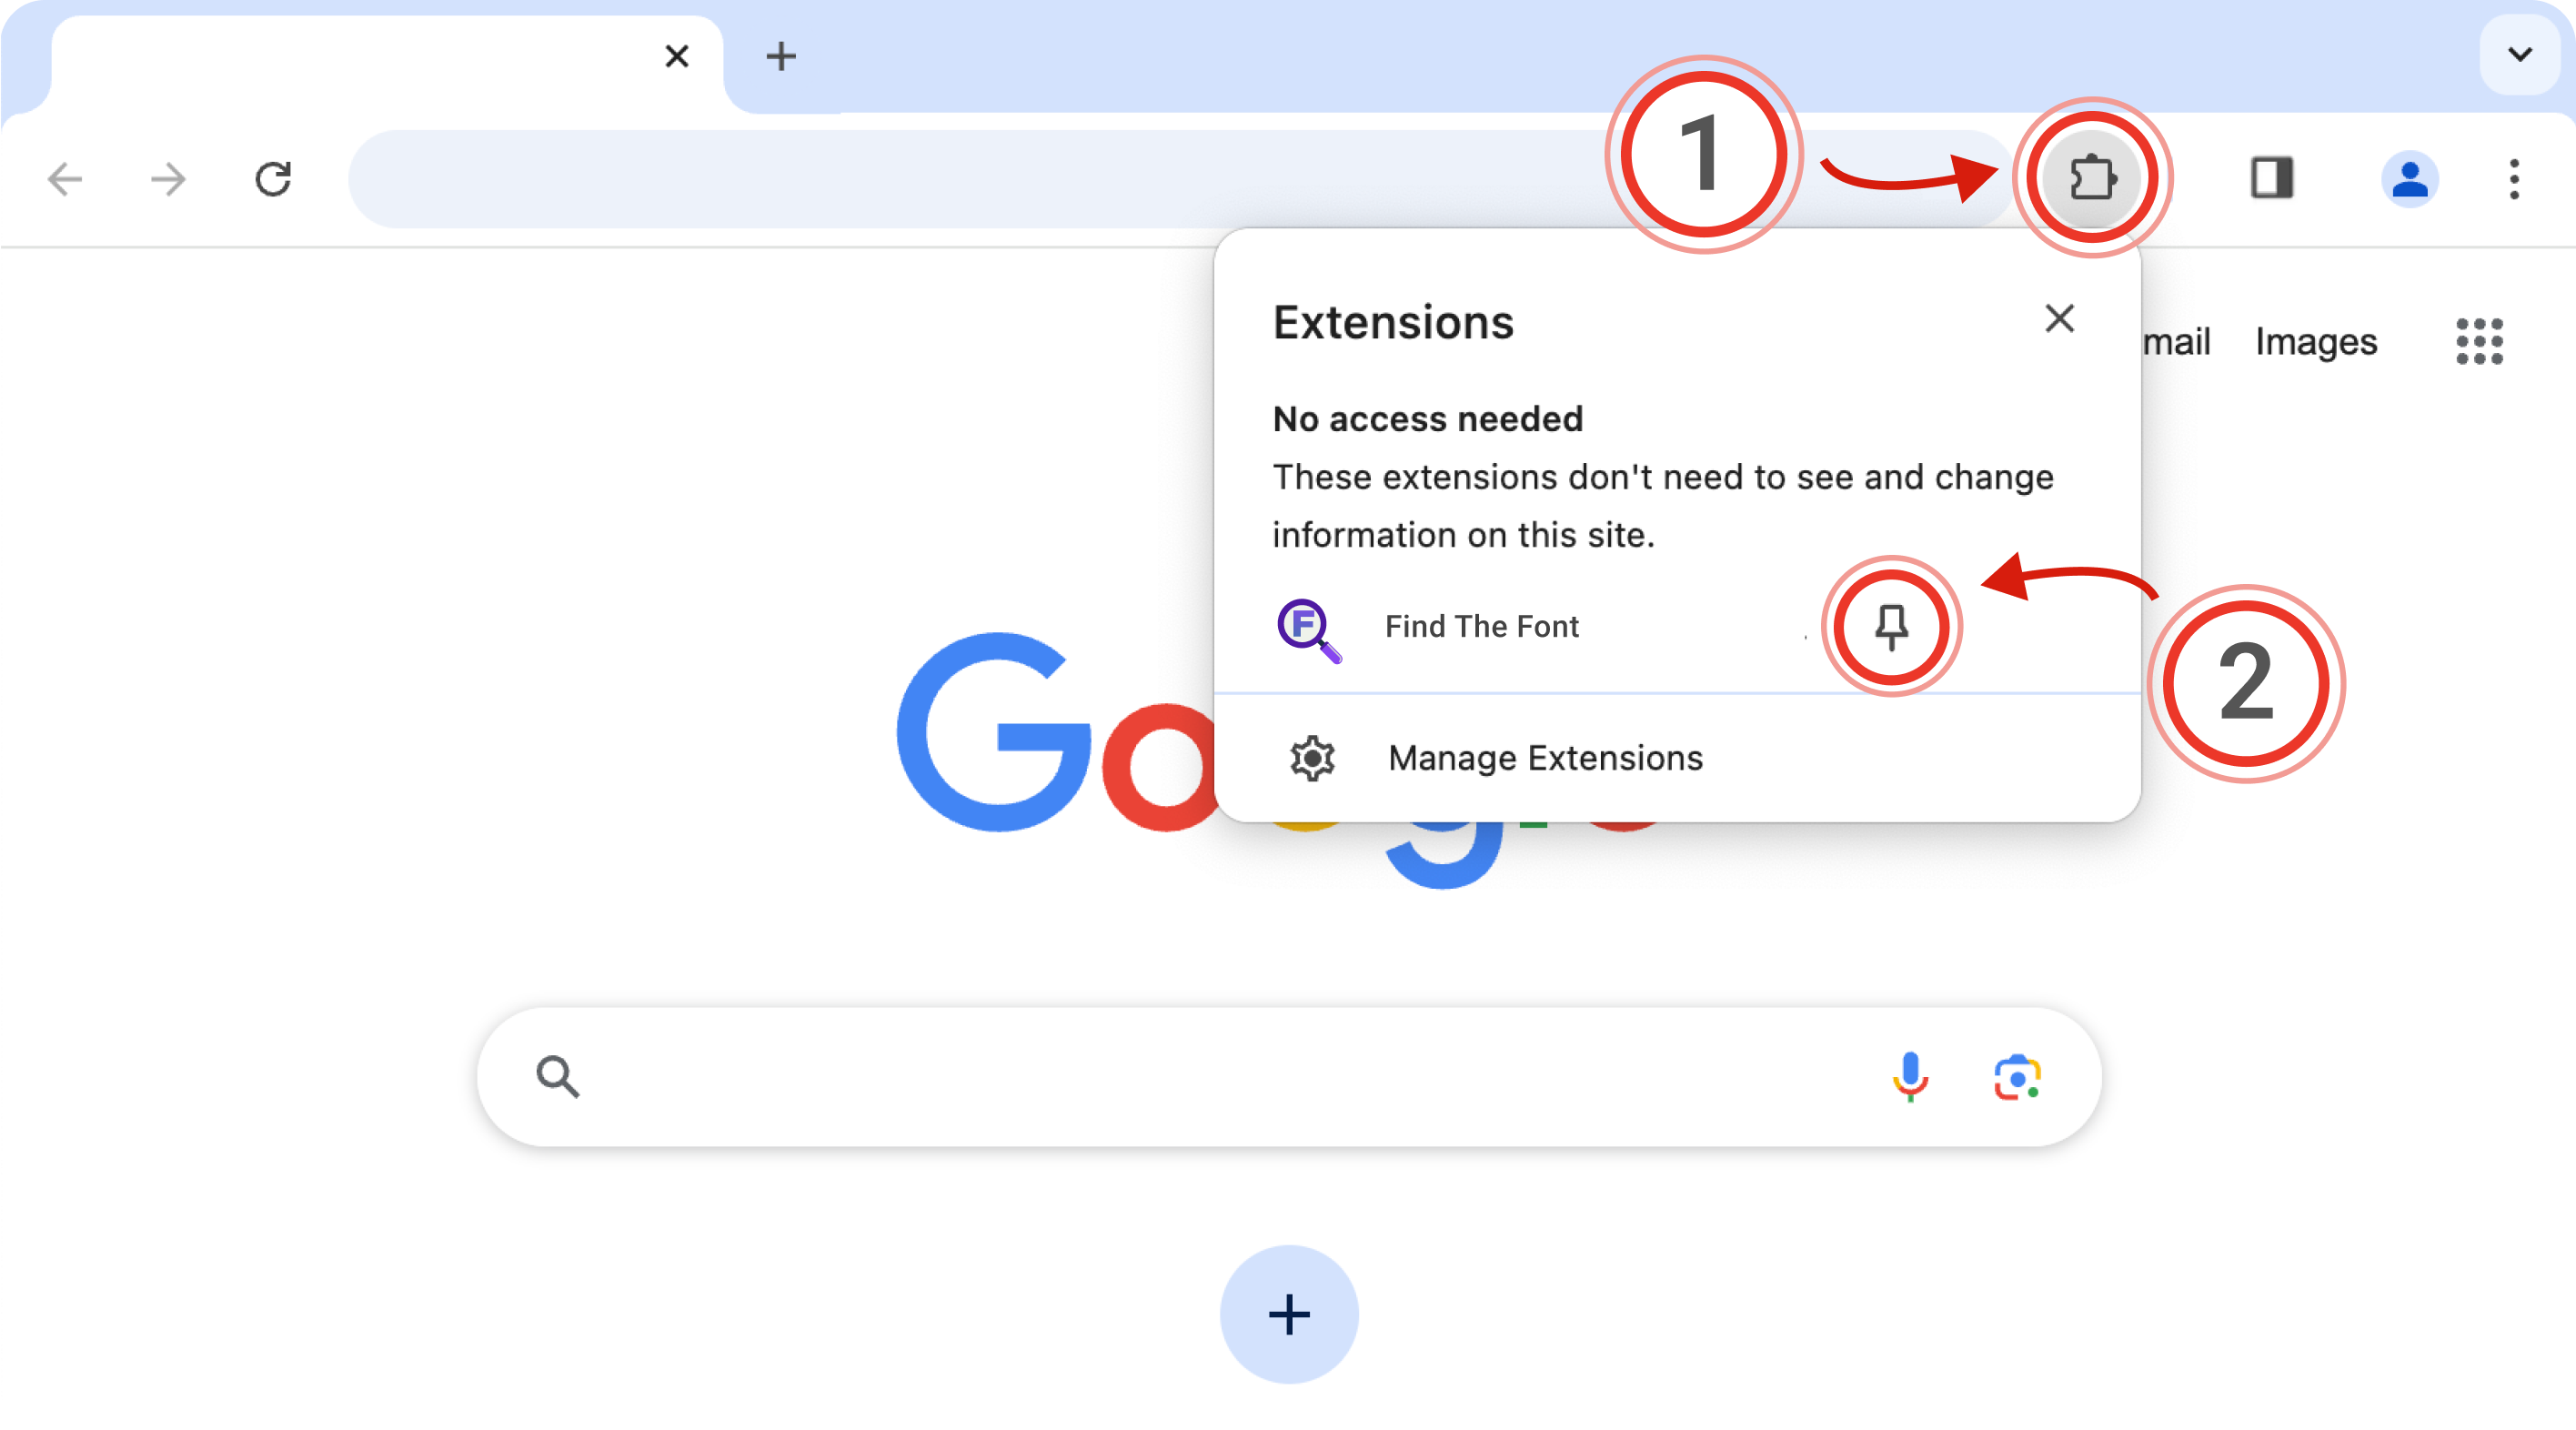 1
Extensions
mail Images
No access needed
These extensions don't need to see and change
information on this site.
Find The Font
2
Manage Extensions
Go